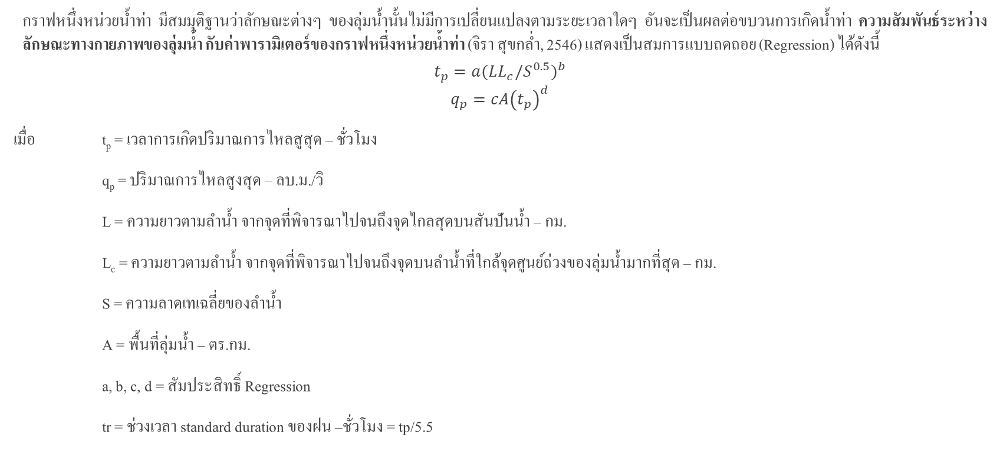 กราฟหนึ่งหน่วยน้ำท่า มีสมมุติฐานว่าลักษณะต่างๆ ของลุ่มน้ำนั้นไม่มีการเปลี่ยนแปลงตามระยะเวลาใดๆ อันจะเป็นผลต่อขบวนการเกิดน้ำท่า ความสัมพันธ์ระหว่าง
ลักษณะทางกายภาพของลุ่มน้ำ กับค่าพารามิเตอร์ของกราฟหนึ่งหน่วยน้ำท่า (จิรา สุขกล่ำ, 2546) แสดงเป็นสมการแบบถดถอย (Regression) ได้ดังนี้
t_p = a(LL_c/S^0.5)^b
q_p = cA(t_p)^d
เมื่อ t_p = เวลาการเกิดปริมาณการไหลสูสุด – ชั่วโมง
q_p = ปริมาณการไหลสูงสุด – ลบ.ม./วิ
L = ความยาวตามลำน้ำ จากจุดที่พิจารณาไปจนถึงจุดไกลสุดบนสันปันน้ำ – กม.
L_c = ความยาวตามลำน้ำ จากจุดที่พิจารณาไปจนถึงจุดบนลำน้ำที่ใกล้จุดศูนย์ถ่วงของลุ่มน้ำมากที่สุด – กม.
S = ความลาดเทเฉลี่ยของลำน้ำ
A = พื้นที่ลุ่มน้ำ – ตร.กม.
a, b, c, d = สัมประสิทธิ์ Regression
tr = ช่วงเวลา standard duration ของฝน –ชั่วโมง = tp/5.5